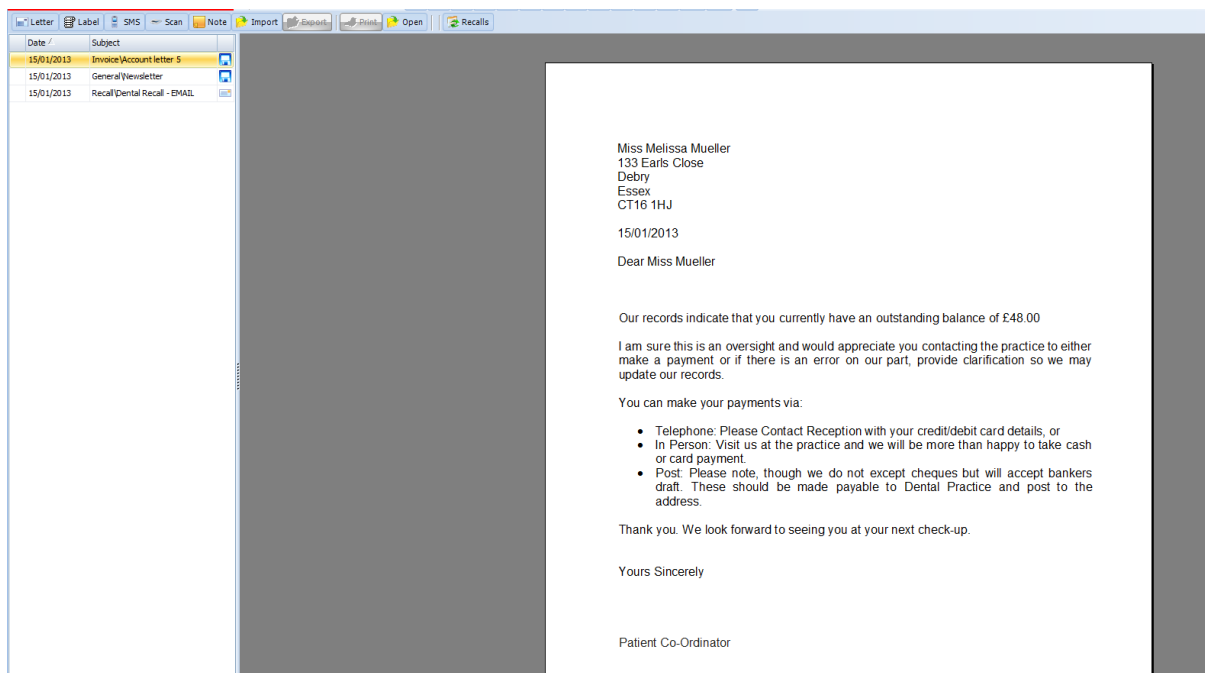 Letter Label SMS Scan Note Import Export Print Open Recalls
Date Subject
15/01/2013 Invoice\Account letter 5
15/01/2013 General\Newsletter
15/01/2013 Recall\Dental Recall - EMAIL
Miss Melissa Mueller
133 Earls Close
Debry
Essex
CT16 1HJ
15/01/2013
Dear Miss Mueller
Our records indicate that you currently have an outstanding balance of £48.00
I am sure this is an oversight and would appreciate you contacting the practice to either
make a payment or if there is an error on our part, provide clarification so we may
update our records.
You can make your payments via:
• Telephone: Please Contact Reception with your credit/debit card details, or
• In Person: Visit us at the practice and we will be more than happy to take cash
or card payment.
• Post: Please note, though we do not except cheques but will accept bankers
draft. These should be made payable to Dental Practice and post to the
address.
Thank you. We look forward to seeing you at your next check-up.
Yours Sincerely
Patient Co-Ordinator